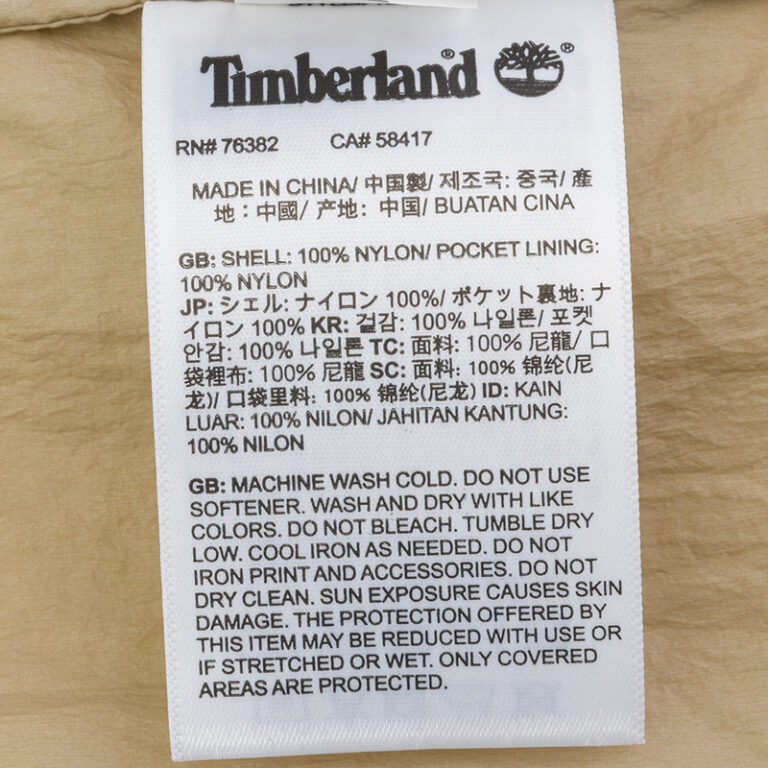 Timberland® ®
RN# 76382 CA# 58417
MADE IN CHINA/ 中国製/ 제조국: 중국/ 產
地：中國/ 产地: 中国/ BUATAN CINA
GB: SHELL: 100% NYLON/ POCKET LINING:
100% NYLON
JP: シェル: ナイロン 100%/ ポケット裏地: ナ
イロン 100% KR: 겉감: 100% 나일론/ 포켓
안감: 100% 나일론 TC: 面料: 100% 尼龍/ 口
袋裡布: 100% 尼龍 SC: 面料: 100% 锦纶(尼
龙)/ 口袋里料: 100% 锦纶(尼龙) ID: KAIN
LUAR: 100% NILON/ JAHITAN KANTUNG:
100% NILON
GB: MACHINE WASH COLD. DO NOT USE
SOFTENER. WASH AND DRY WITH LIKE
COLORS. DO NOT BLEACH. TUMBLE DRY
LOW. COOL IRON AS NEEDED. DO NOT
IRON PRINT AND ACCESSORIES. DO NOT
DRY CLEAN. SUN EXPOSURE CAUSES SKIN
DAMAGE. THE PROTECTION OFFERED BY
THIS ITEM MAY BE REDUCED WITH USE OR
IF STRETCHED OR WET. ONLY COVERED
AREAS ARE PROTECTED.